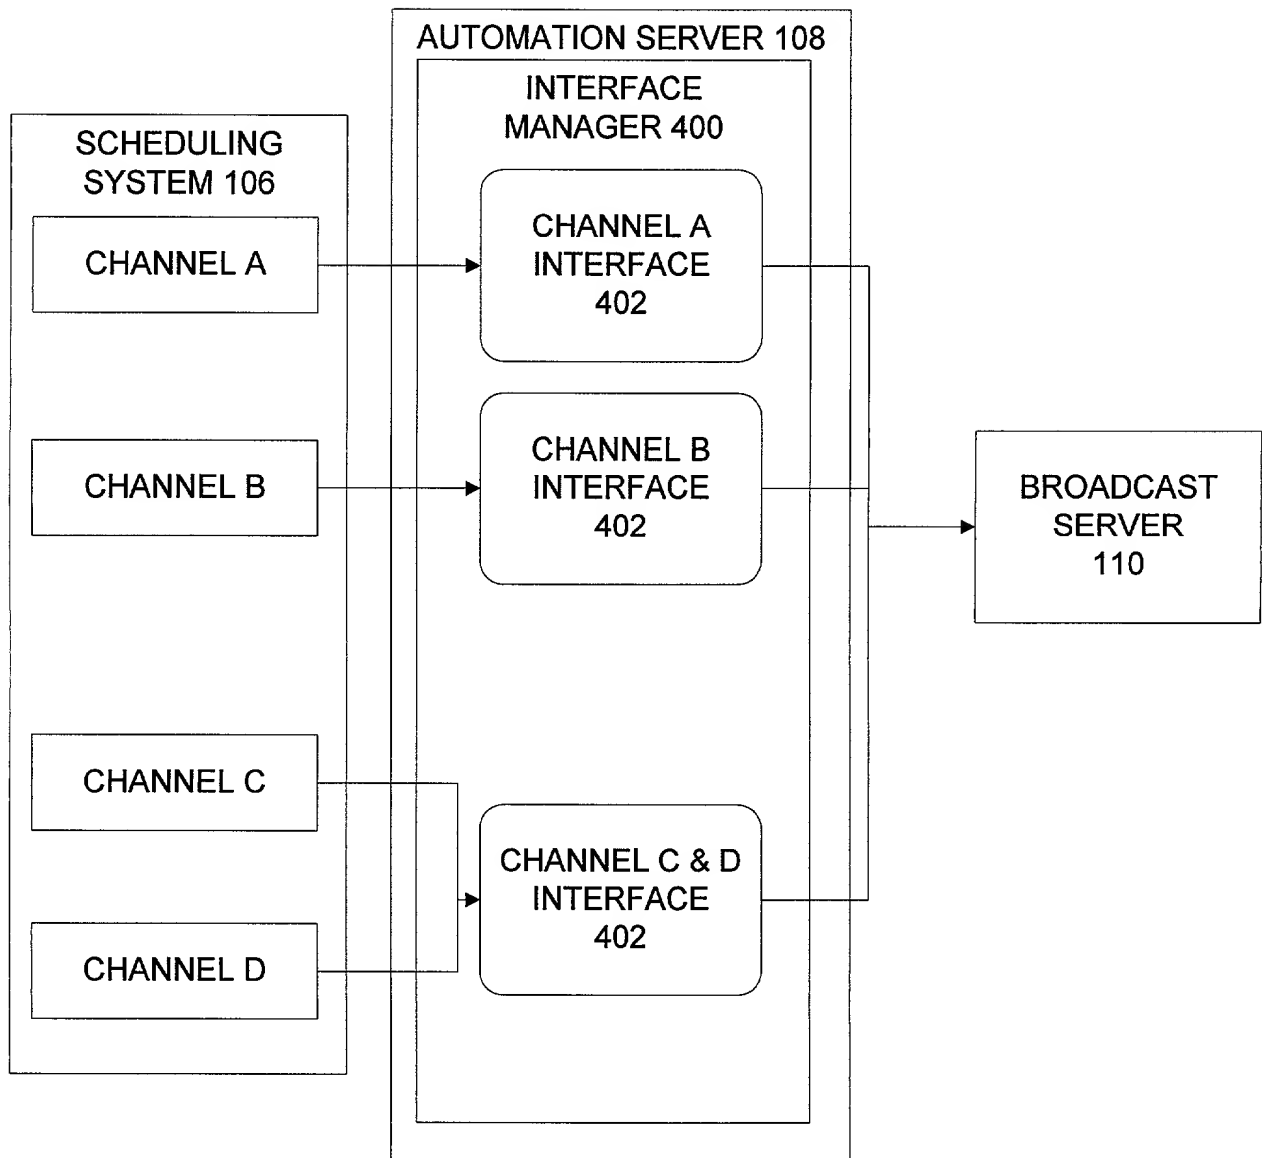 AUTOMATION SERVER 108
INTERFACE
MANAGER 400
SCHEDULING
SYSTEM 106
CHANNEL A
CHANNEL A
INTERFACE
402
CHANNEL B
CHANNEL B
INTERFACE
402
BROADCAST
SERVER
110
CHANNEL C
CHANNEL C & D
INTERFACE
402
CHANNEL D